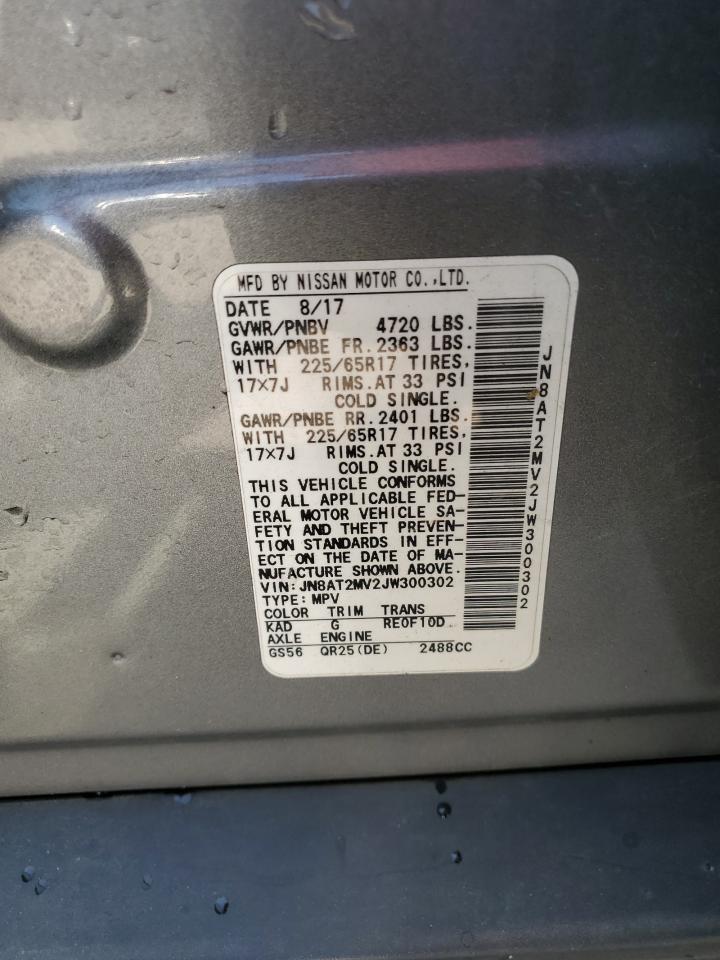 MFD BY NISSAN MOTOR CO.,LTD.
DATE 8/17
GVWR/PNBV 4720 LBS.
GAWR/PNBE FR. 2363 LBS.
WITH 225/65R17 TIRES,
17×7J RIMS.AT 33 PSI
COLD SINGLE.
GAWR/PNBE RR. 2401 LBS.
WITH 225/65R17 TIRES,
17×7J RIMS.AT 33 PSI
COLD SINGLE.
THIS VEHICLE CONFORMS
TO ALL APPLICABLE FED-
ERAL MOTOR VEHICLE SA-
FETY AND THEFT PREVEN-
TION STANDARDS IN EFF-
ECT ON THE DATE OF MA-
NUFACTURE SHOWN ABOVE.
VIN:JN8AT2MV2JW300302
TYPE:MPV
COLOR TRIM TRANS
KAD G RE0F10D
AXLE ENGINE
GS56 QR25(DE) 2488CC
JN8AT2MV2JW300302